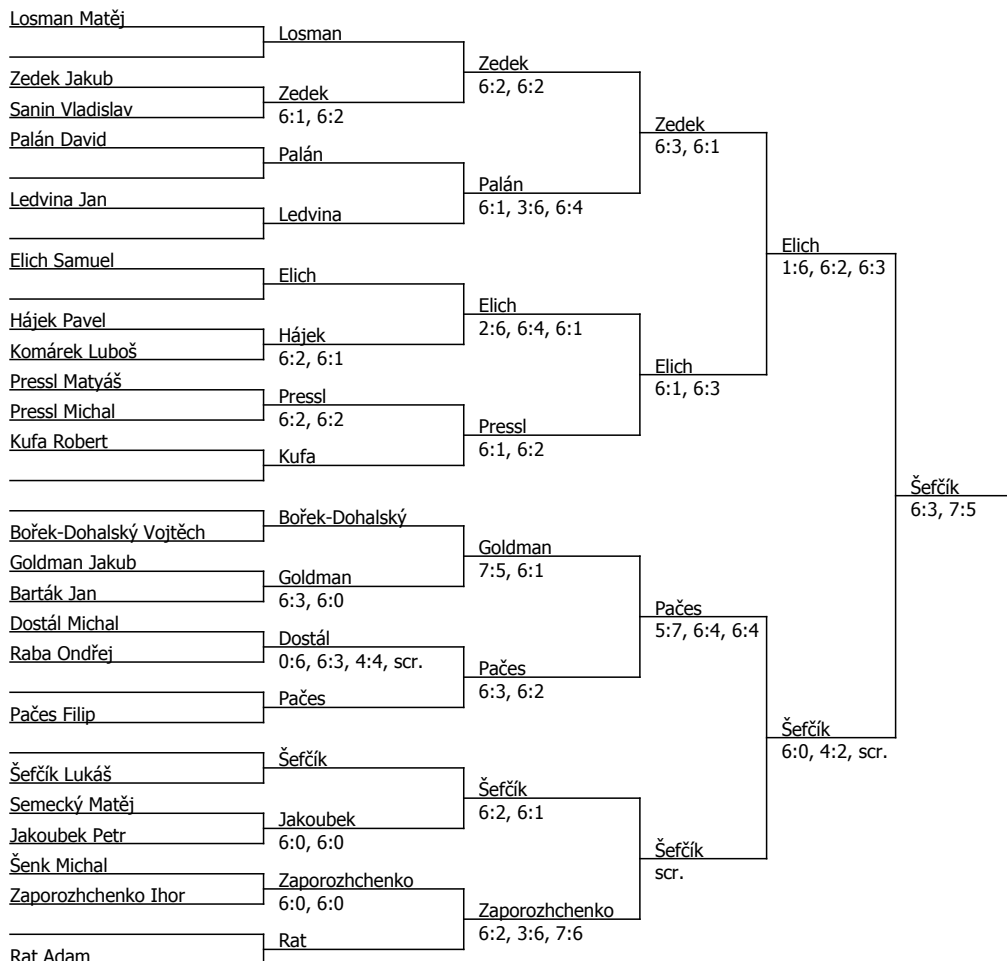 Losman Matěj
Losman
Zedek
6:2, 6:2
Zedek Jakub
Zedek
6:1, 6:2
Sanin Vladislav
Zedek
6:3, 6:1
Palán David
Palán
Palán
6:1, 3:6, 6:4
Ledvina Jan
Ledvina
Elich
1:6, 6:2, 6:3
Elich Samuel
Elich
Elich
2:6, 6:4, 6:1
Hájek Pavel
Hájek
6:2, 6:1
Komárek Luboš
Elich
6:1, 6:3
Pressl Matyáš
Pressl
6:2, 6:2
Pressl Michal
Pressl
6:1, 6:2
Kufa Robert
Kufa
Šefčík
6:3, 7:5
Bořek-Dohalský
Bořek-Dohalský Vojtěch
Goldman
7:5, 6:1
Goldman Jakub
Goldman
6:3, 6:0
Barták Jan
Pačes
5:7, 6:4, 6:4
Dostál Michal
Dostál
0:6, 6:3, 4:4, scr.
Raba Ondřej
Pačes
6:3, 6:2
Pačes
Pačes Filip
Šefčík
6:0, 4:2, scr.
Šefčík
Šefčík Lukáš
Šefčík
6:2, 6:1
Semecký Matěj
Jakoubek
6:0, 6:0
Jakoubek Petr
Šefčík
scr.
Šenk Michal
Zaporozhchenko
6:0, 6:0
Zaporozhchenko Ihor
Zaporozhchenko
6:2, 3:6, 7:6
Rat
Rat Adam